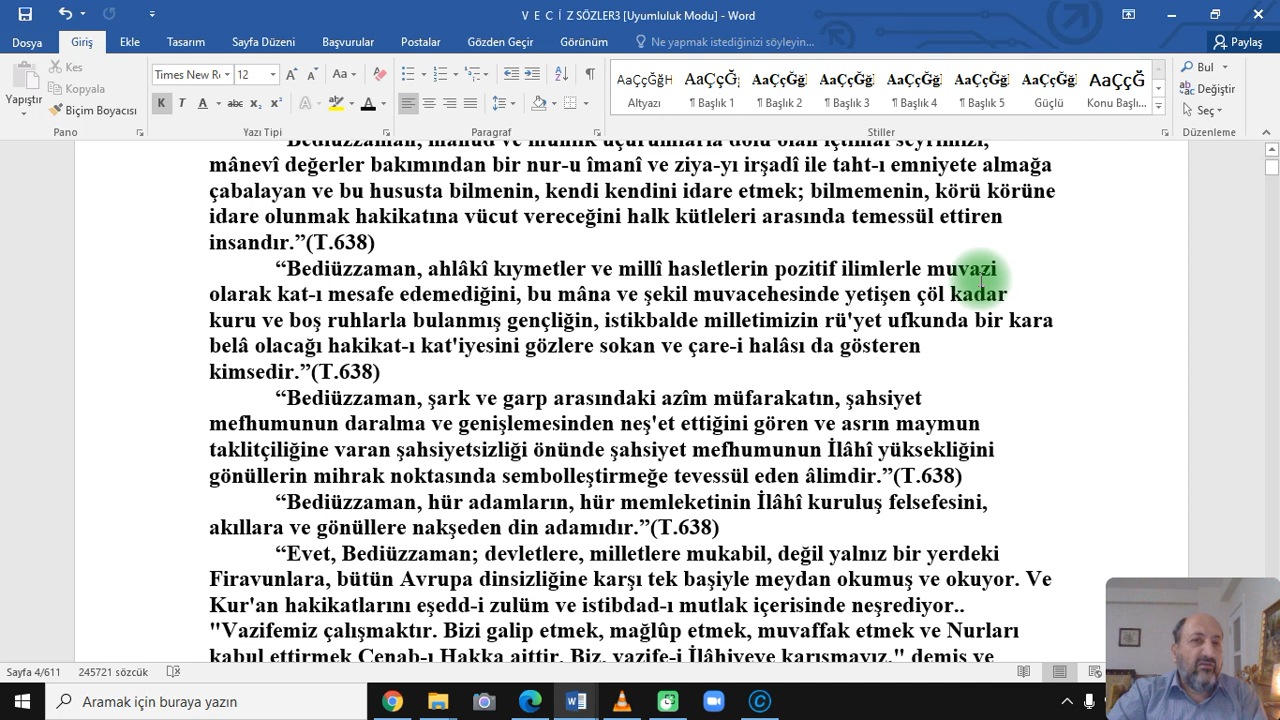 V E C İ Z SÖZLER3 [Uyumluluk Modu] - Word
Dosya Giriş Ekle Tasarım Sayfa Düzeni Başvurular Postalar Gözden Geçir Görünüm Ne yapmak istediğinizi söyleyin... Paylaş
Yapıştır Kes Kopyala Biçim Boyacısı
Times New Ro 12
AaÇçĞğH AaÇçĞ AaÇçĞğ AaÇçĞğ AaÇçĞğ AaÇçĞğ AaÇçĞğ AaÇçĞ
Altyazı ¶ Başlık 1 ¶ Başlık 2 ¶ Başlık 3 ¶ Başlık 4 ¶ Başlık 5 Güçlü Konu Başlı...
Bul Değiştir Seç
Pano Yazı Tipi Paragraf Stiller Düzenleme
mânevî değerler bakımından bir nur-u îmanî ve ziya-yı irşadî ile taht-ı emniyete almağa
çabalayan ve bu hususta bilmenin, kendi kendini idare etmek; bilmemenin, körü körüne
idare olunmak hakikatına vücut vereceğini halk kütleleri arasında temessül ettiren
insandır.”(T.638)
“Bediüzzaman, ahlâkî kıymetler ve millî hasletlerin pozitif ilimlerle muvazi
olarak kat-ı mesafe edemediğini, bu mâna ve şekil muvacehesinde yetişen çöl kadar
kuru ve boş ruhlarla bulanmış gençliğin, istikbalde milletimizin rü'yet ufkunda bir kara
belâ olacağı hakikat-ı kat'iyesini gözlere sokan ve çare-i halâsı da gösteren
kimsedir.”(T.638)
“Bediüzzaman, şark ve garp arasındaki azîm müfarakatın, şahsiyet
mefhumunun daralma ve genişlemesinden neş'et ettiğini gören ve asrın maymun
taklitçiliğine varan şahsiyetsizliği önünde şahsiyet mefhumunun İlâhî yüksekliğini
gönüllerin mihrak noktasında sembolleştirmeğe tevessül eden âlimdir.”(T.638)
“Bediüzzaman, hür adamların, hür memleketinin İlâhî kuruluş felsefesini,
akıllara ve gönüllere nakşeden din adamıdır.”(T.638)
“Evet, Bediüzzaman; devletlere, milletlere mukabil, değil yalnız bir yerdeki
Firavunlara, bütün Avrupa dinsizliğine karşı tek başiyle meydan okumuş ve okuyor. Ve
Kur'an hakikatlarını eşedd-i zulüm ve istibdad-ı mutlak içerisinde neşrediyor..
"Vazifemiz çalışmaktır. Bizi galip etmek, mağlûp etmek, muvaffak etmek ve Nurları
kabul ettirmek Cenab-ı Hakka aittir. Biz, vazife-i İlâhiyeye karışmayız." demiş ve
Sayfa 4/611 245721 sözcük
Aramak için buraya yazın